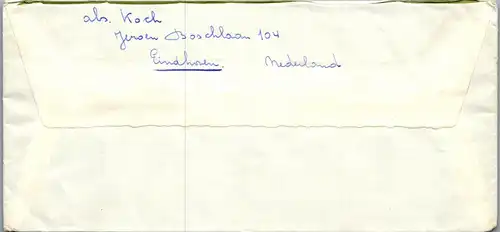 abs. Koch
Jeroen Boschlaan 104
Eindhoven. Nederland